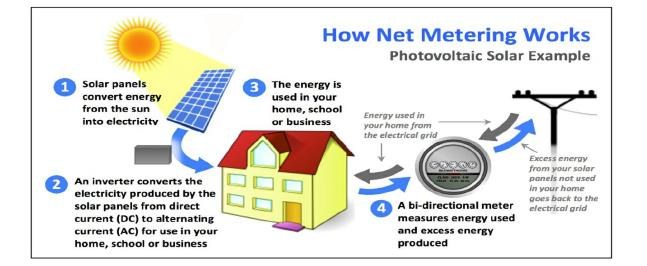 How Net Metering Works
Photovoltaic Solar Example
1
Solar panels
convert energy
from the sun
into electricity
2
An inverter converts the
electricity produced by the
solar panels from direct
current (DC) to alternating
current (AC) for use in your
home, school or business
3
The energy is
used in your
home, school
or business
Energy used in
your home from
the electrical grid
4
A bi-directional meter
measures energy used
and excess energy
produced
Excess energy
from your solar
panels not used
in your home
goes back to the
electrical grid